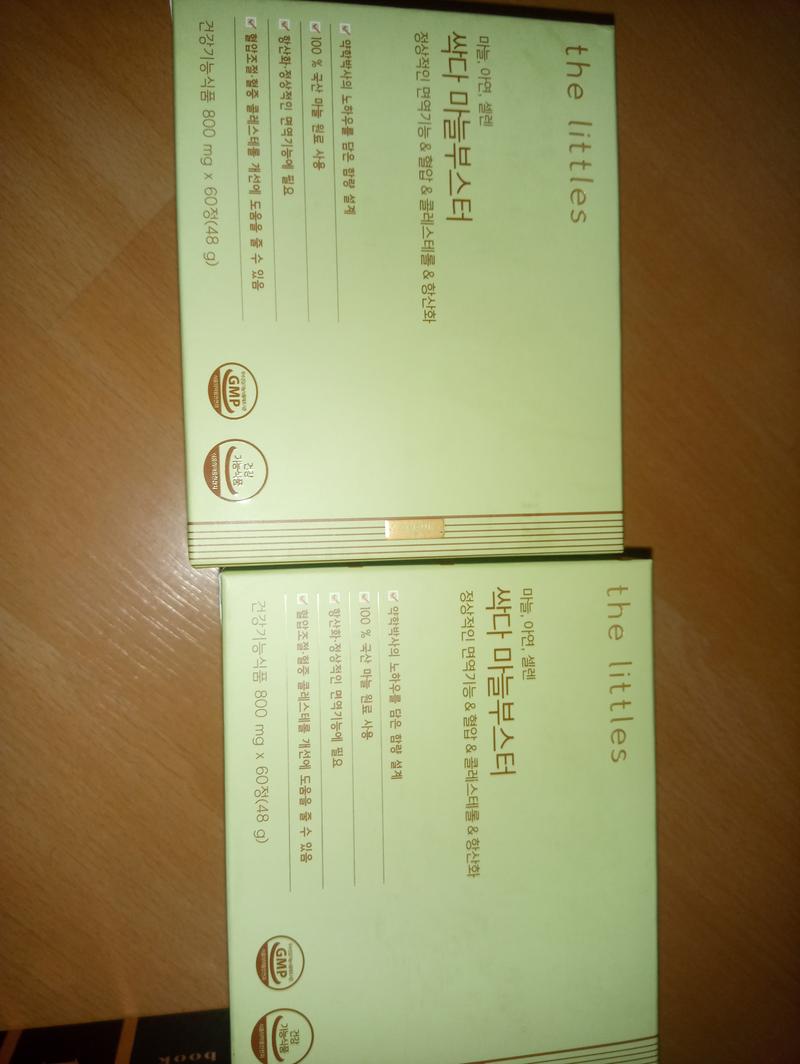 the littles
마늘, 아연, 셀렌
싹다 마늘부스터
정상적인 면역기능 & 혈압 & 콜레스테롤 & 항산화
약학박사의 노하우를 담은 함량 설계
100 % 국산 마늘 원료 사용
항산화·정상적인 면역기능에 필요
혈압조절·혈중 콜레스테롤 개선에 도움을 줄 수 있음
건강기능식품 800 mg x 60정(48 g)
GMP
건강
기능식품
the littles
마늘, 아연, 셀렌
싹다 마늘부스터
정상적인 면역기능 & 혈압 & 콜레스테롤 & 항산화
약학박사의 노하우를 담은 함량 설계
100 % 국산 마늘 원료 사용
항산화·정상적인 면역기능에 필요
혈압조절·혈중 콜레스테롤 개선에 도움을 줄 수 있음
건강기능식품 800 mg x 60정(48 g)
GMP
건강
기능식품
book